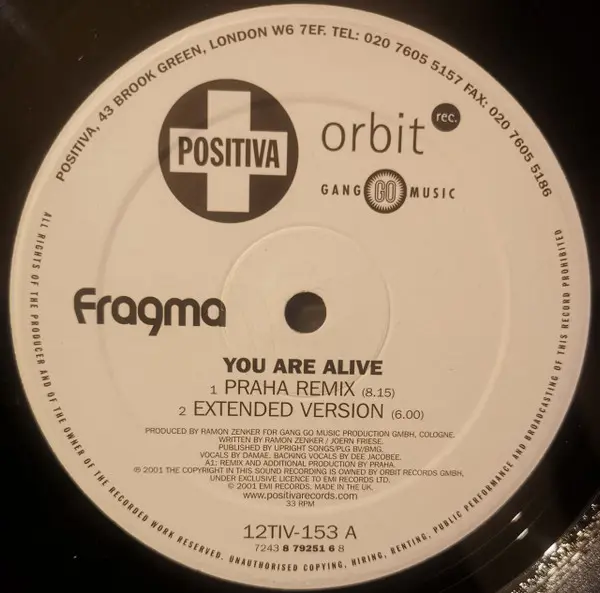 POSITIVA, 43 BROOK GREEN, LONDON W6 7EF. TEL: 020 7605 5157 FAX: 020 7605 5186
POSITIVA
orbit rec.
GANG GO MUSIC
Fragma
YOU ARE ALIVE
1 PRAHA REMIX (8.15)
2 EXTENDED VERSION (6.00)
PRODUCED BY RAMON ZENKER FOR GANG GO MUSIC PRODUCTION GMBH, COLOGNE.
WRITTEN BY RAMON ZENKER / JOERN FRIESE.
PUBLISHED BY UPRIGHT SONGS/PLG BV/BMG.
VOCALS BY DAMAE. BACKING VOCALS BY DEE JACOBEE.
A1: REMIX AND ADDITIONAL PRODUCTION BY PRAHA.
℗ 2001 THE COPYRIGHT IN THIS SOUND RECORDING IS OWNED BY ORBIT RECORDS GMBH,
UNDER EXCLUSIVE LICENCE TO EMI RECORDS LTD.
© 2001 EMI RECORDS. MADE IN THE UK.
www.positivarecords.com
33 RPM
12TIV-153 A
7243 8 79251 6 8
ALL RIGHTS OF THE PRODUCER AND OF THE OWNER OF THE RECORDED WORK RESERVED. UNAUTHORISED COPYING, HIRING, RENTING, PUBLIC PERFORMANCE AND BROADCASTING OF THIS RECORD PROHIBITED